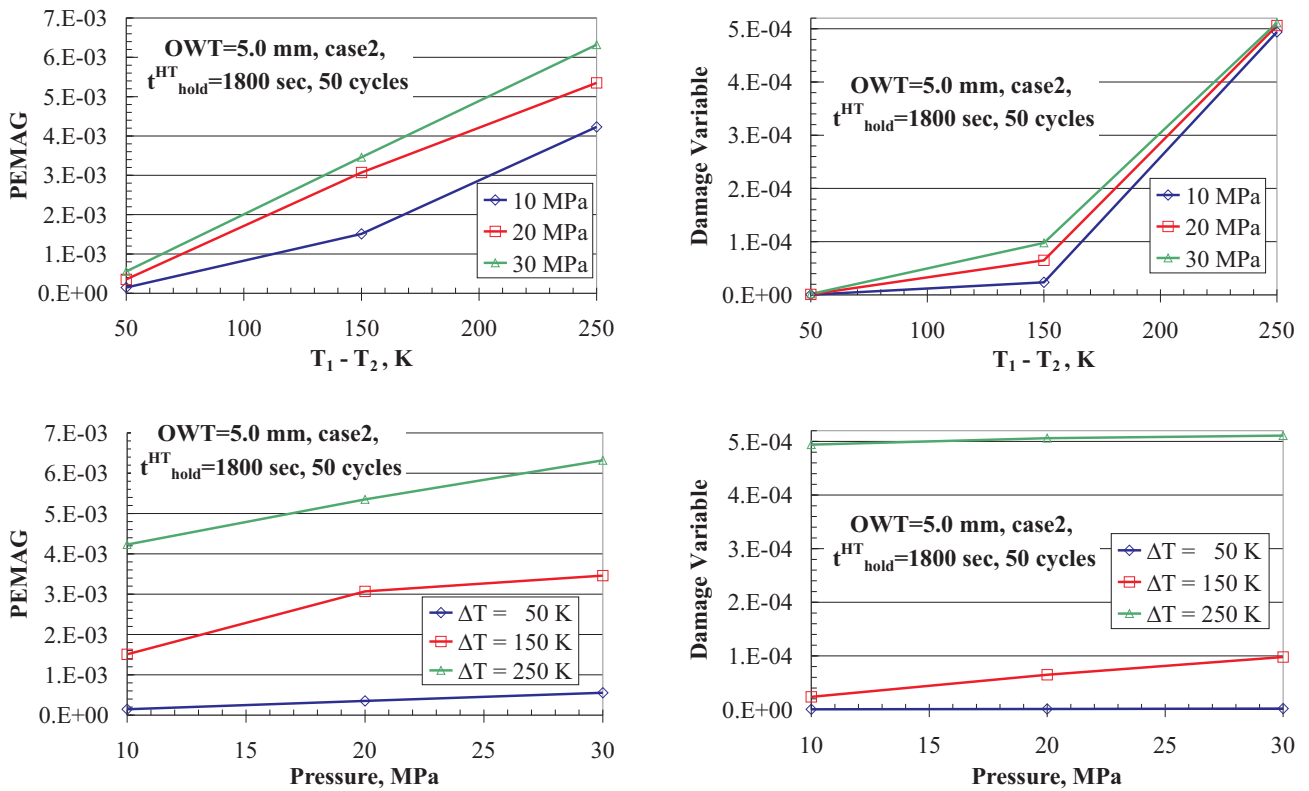 7.E-03
6.E-03
5.E-03
4.E-03
3.E-03
2.E-03
1.E-03
0.E+00
PEMAG
OWT=5.0 mm, case2,
t^HT_hold=1800 sec, 50 cycles
10 MPa
20 MPa
30 MPa
50 100 150 200 250
T₁ - T₂ , K
5.E-04
4.E-04
3.E-04
2.E-04
1.E-04
0.E+00
Damage Variable
OWT=5.0 mm, case2,
t^HT_hold=1800 sec, 50 cycles
10 MPa
20 MPa
30 MPa
50 100 150 200 250
T₁ - T₂ , K
7.E-03
6.E-03
5.E-03
4.E-03
3.E-03
2.E-03
1.E-03
0.E+00
PEMAG
OWT=5.0 mm, case2,
t^HT_hold=1800 sec, 50 cycles
ΔT = 50 K
ΔT = 150 K
ΔT = 250 K
10 20 30
Pressure, MPa
5.E-04
4.E-04
3.E-04
2.E-04
1.E-04
0.E+00
Damage Variable
OWT=5.0 mm, case2,
t^HT_hold=1800 sec, 50 cycles
ΔT = 50 K
ΔT = 150 K
ΔT = 250 K
10 20 30
Pressure, MPa